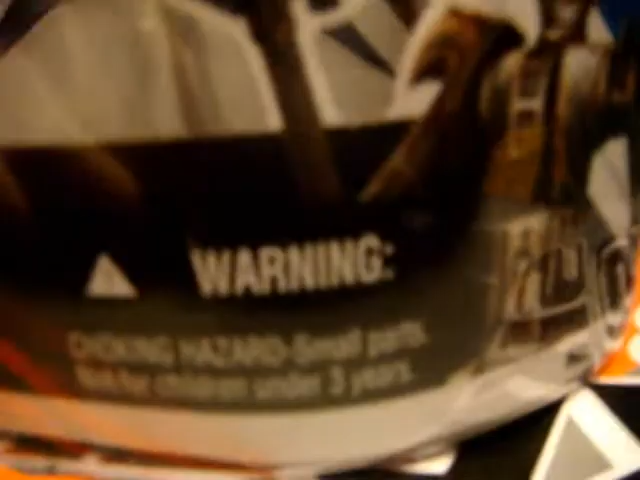 WARNING:
CHOKING HAZARD-Small parts.
Not for children under 3 years.